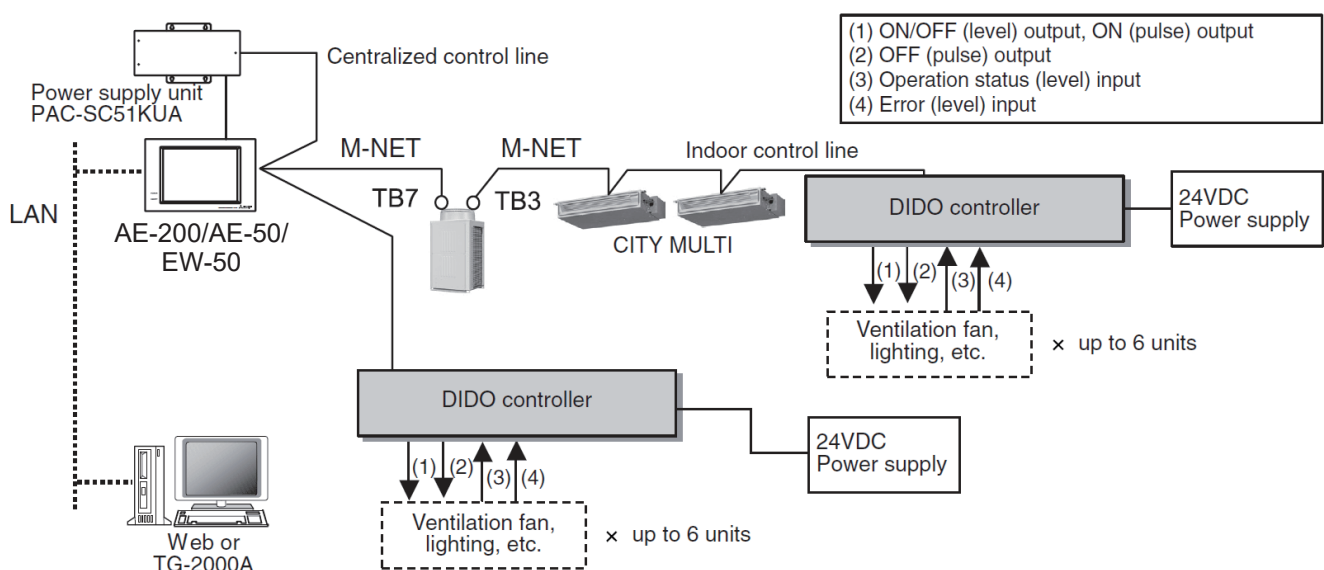 (1) ON/OFF (level) output, ON (pulse) output
(2) OFF (pulse) output
(3) Operation status (level) input
(4) Error (level) input
Centralized control line
Power supply unit
PAC-SC51KUA
M-NET
M-NET
Indoor control line
LAN
TB7
TB3
DIDO controller
24VDC
Power supply
AE-200/AE-50/
EW-50
CITY MULTI
(1)
(2)
(3)
(4)
Ventilation fan,
lighting, etc.
× up to 6 units
DIDO controller
24VDC
Power supply
(1)
(2)
(3)
(4)
Ventilation fan,
lighting, etc.
× up to 6 units
Web or
TG-2000A